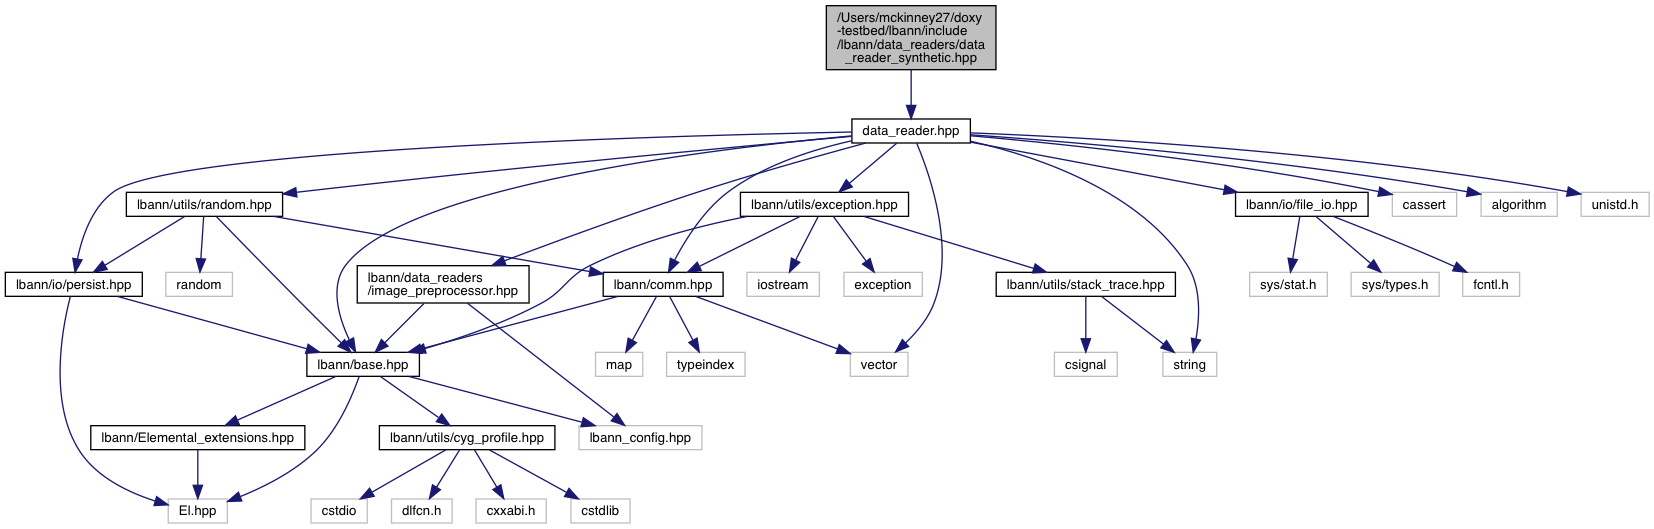 /Users/mckinney27/doxy
-testbed/lbann/include
/lbann/data_readers/data
_reader_synthetic.hpp
data_reader.hpp
lbann/utils/random.hpp
lbann/utils/exception.hpp
lbann/io/file_io.hpp
cassert
algorithm
unistd.h
lbann/io/persist.hpp
random
lbann/data_readers
/image_preprocessor.hpp
lbann/comm.hpp
iostream
exception
lbann/utils/stack_trace.hpp
sys/stat.h
sys/types.h
fcntl.h
lbann/base.hpp
map
typeindex
vector
csignal
string
lbann/Elemental_extensions.hpp
lbann/utils/cyg_profile.hpp
lbann_config.hpp
El.hpp
cstdio
dlfcn.h
cxxabi.h
cstdlib